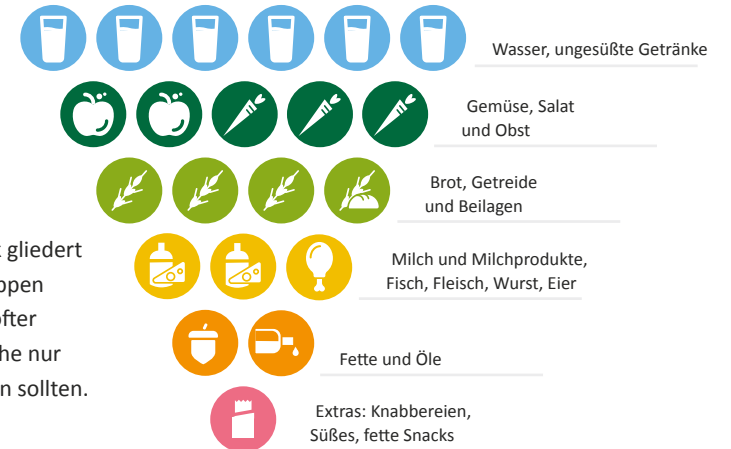 Wasser, ungesüßte Getränke
Gemüse, Salat
und Obst
Brot, Getreide
und Beilagen
gliedert
Milch und Milchprodukte,
ppen
Fisch, Fleisch, Wurst, Eier
öfter
he nur
Fette und Öle
n sollten.
Extras: Knabbereien,
Süßes, fette Snacks